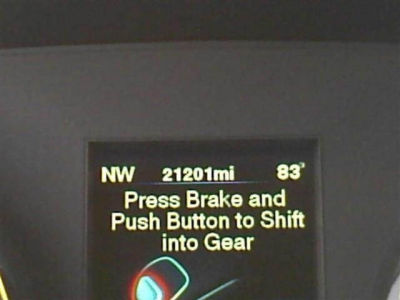 NW 21201mi 83°
Press Brake and
Push Button to Shift
into Gear